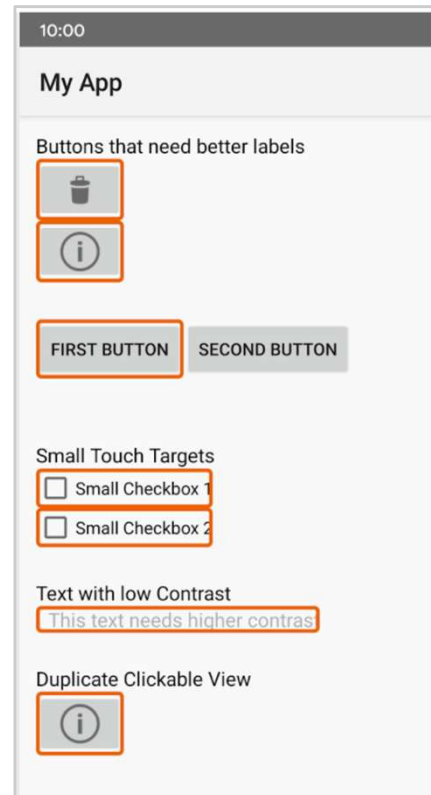 10:00
My App
Buttons that need better labels
FIRST BUTTON SECOND BUTTON
Small Touch Targets
Small Checkbox 1
Small Checkbox 2
Text with low Contrast
This text needs higher contras
Duplicate Clickable View